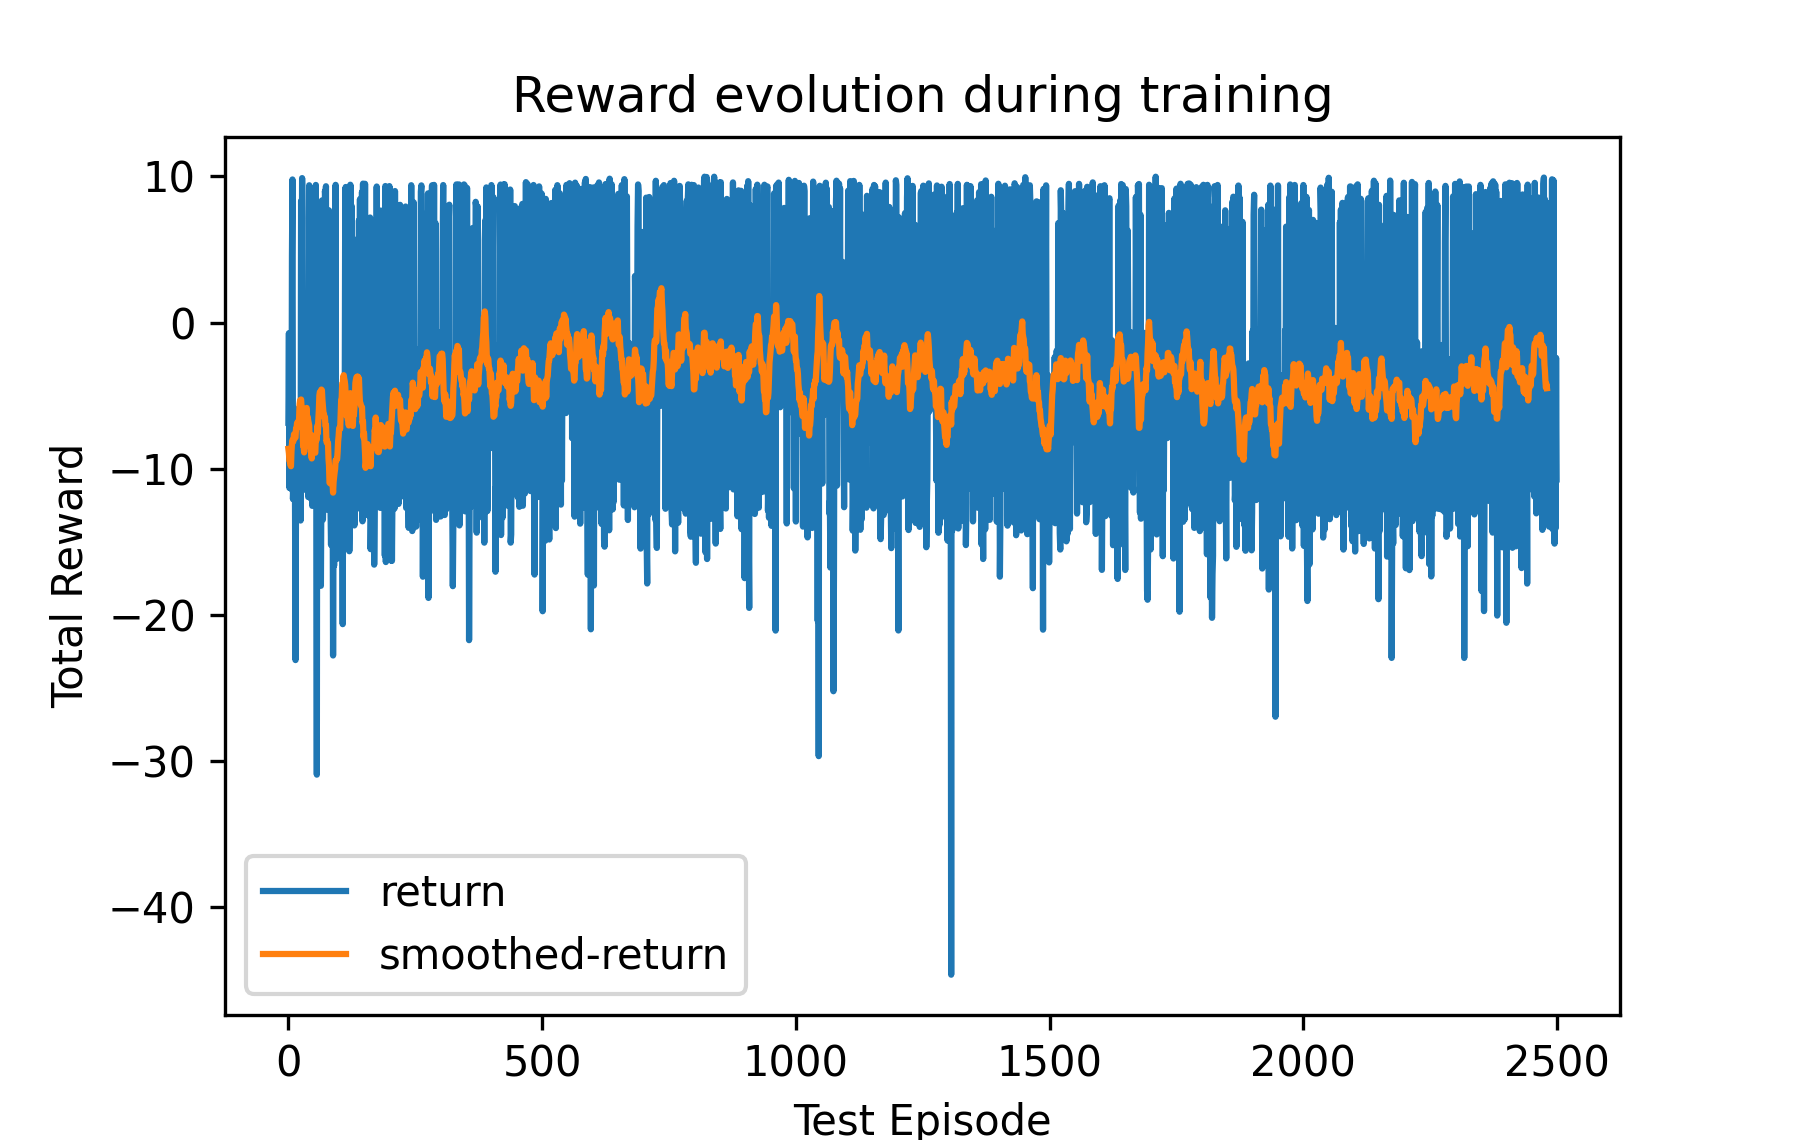 Reward evolution during training
Total Reward
10
0
−10
−20
−30
−40
return
smoothed-return
0 500 1000 1500 2000 2500
Test Episode